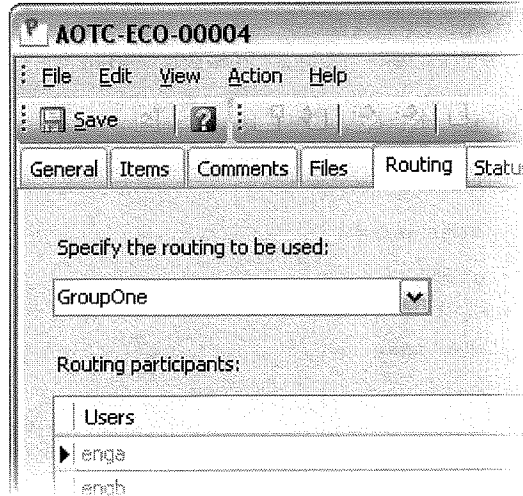 AOTC-ECO-00004
File Edit View Action Help
Save
General Items Comments Files Routing Statu
Specify the routing to be used:
GroupOne
Routing participants:
Users
enga
engb